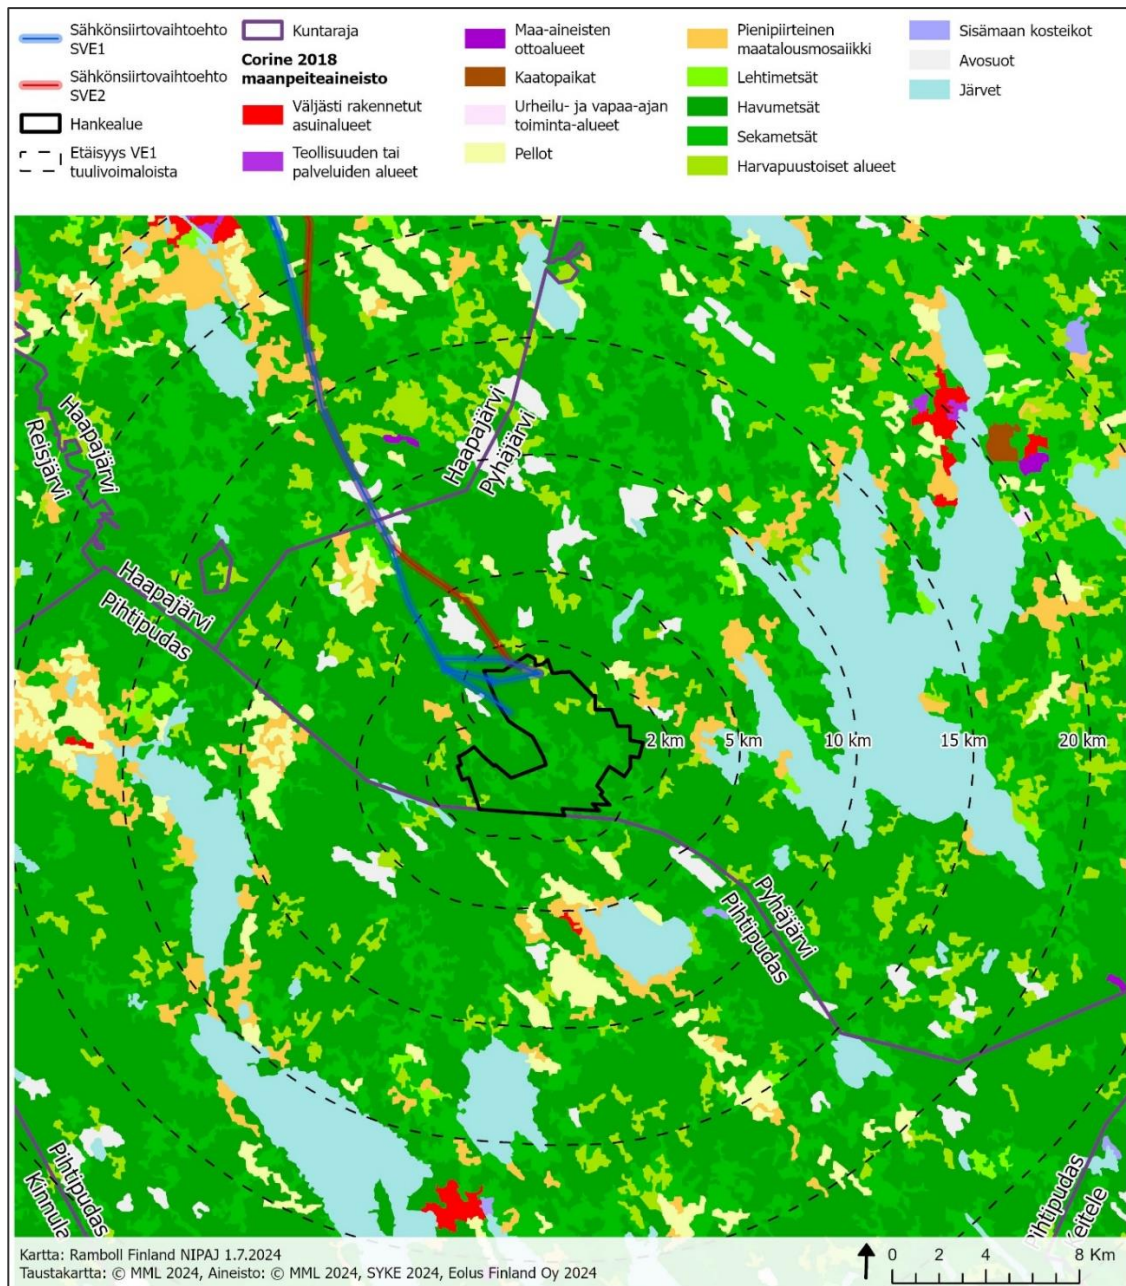 Sähkönsiirtovaihtoehto
SVE1
Sähkönsiirtovaihtoehto
SVE2
Hankealue
Etäisyys VE1
tuulivoimaloista
Kuntaraja
Corine 2018
maanpeiteaineisto
Väljästi rakennetut
asuinalueet
Teollisuuden tai
palveluiden alueet
Maa-aineisten
ottoalueet
Kaatopaikat
Urheilu- ja vapaa-ajan
toiminta-alueet
Pellot
Pienipiirteinen
maatalousmosaiikki
Lehtimetsät
Havumetsät
Sekametsät
Harvapuustoiset alueet
Sisämaan kosteikot
Avosuot
Järvet
Haapajärvi
Reisjärvi
Haapajärvi
Pyhäjärvi
Haapajärvi
Pihtipudas
2 km
5 km
10 km
15 km
20 km
Pyhäjärvi
Pihtipudas
Pihtipudas
Kinnula
Pihtipudas
Keitele
Kartta: Ramboll Finland NIPAJ 1.7.2024
Taustakartta: © MML 2024, Aineisto: © MML 2024, SYKE 2024, Eolus Finland Oy 2024
0 2 4 8 Km